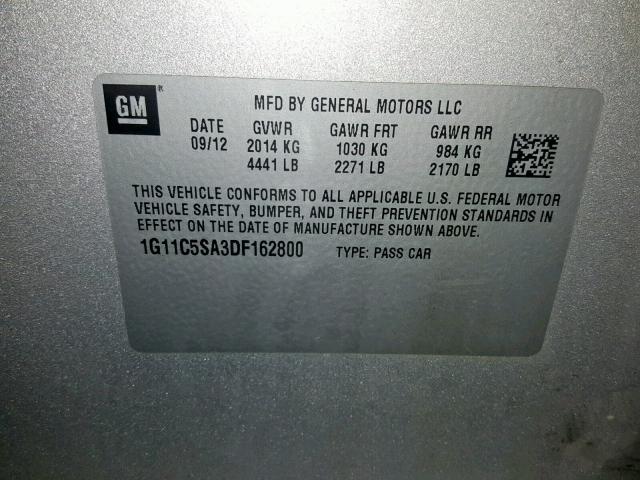 GM
MFD BY GENERAL MOTORS LLC
DATE GVWR GAWR FRT GAWR RR
09/12 2014 KG 1030 KG 984 KG
4441 LB 2271 LB 2170 LB
THIS VEHICLE CONFORMS TO ALL APPLICABLE U.S. FEDERAL MOTOR
VEHICLE SAFETY, BUMPER, AND THEFT PREVENTION STANDARDS IN
EFFECT ON THE DATE OF MANUFACTURE SHOWN ABOVE.
1G11C5SA3DF162800 TYPE: PASS CAR